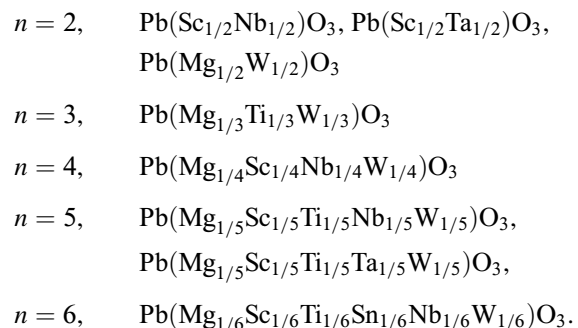 n = 2, Pb(Sc1/2Nb1/2)O3, Pb(Sc1/2Ta1/2)O3,
Pb(Mg1/2W1/2)O3
n = 3, Pb(Mg1/3Ti1/3W1/3)O3
n = 4, Pb(Mg1/4Sc1/4Nb1/4W1/4)O3
n = 5, Pb(Mg1/5Sc1/5Ti1/5Nb1/5W1/5)O3,
Pb(Mg1/5Sc1/5Ti1/5Ta1/5W1/5)O3,
n = 6, Pb(Mg1/6Sc1/6Ti1/6Sn1/6Nb1/6W1/6)O3.